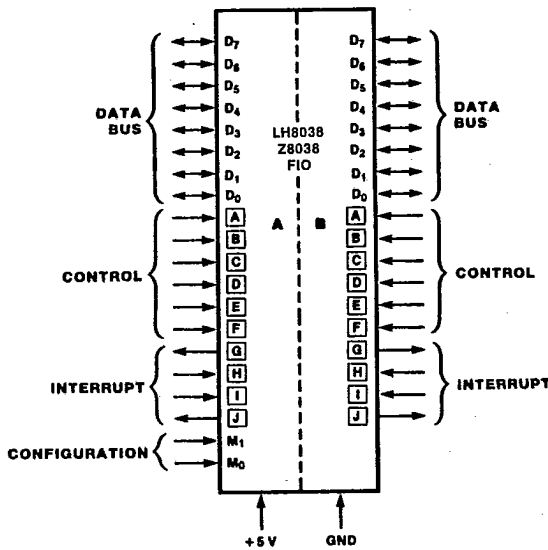 D7 D7
D6 D6
D5 D5
DATA BUS D4 D4 DATA BUS
D3 LH8038 D3
D2 Z8038 D2
D1 FIO D1
D0 D0
A A B A
B B
C C
CONTROL D D CONTROL
E E
F F
G G
INTERRUPT H H INTERRUPT
I I
J J
M1
CONFIGURATION M0
+5 V GND